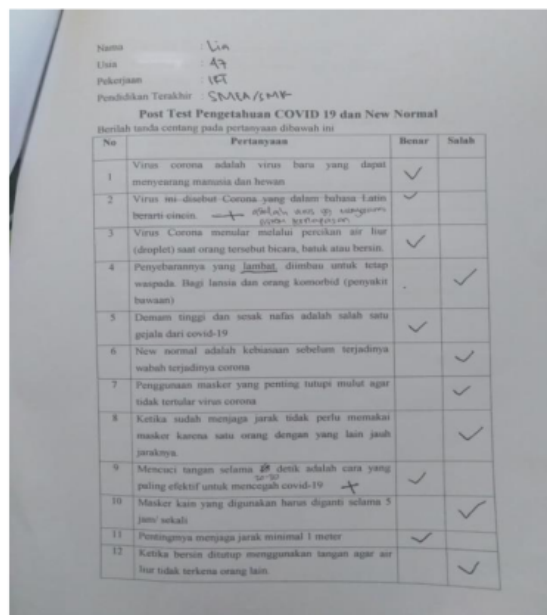 Nama : Lia
Usia : 47
Pekerjaan : IRT
Pendidikan Terakhir : SMEA/SMK
Post Test Pengetahuan COVID 19 dan New Normal
Berilah tanda centang pada pertanyaan dibawah ini
No Pertanyaan Benar Salah
1 Virus corona adalah virus baru yang dapat ✓
menyearang manusia dan hewan
2 Virus ini disebut Corona yang dalam bahasa Latin ✓
berarti cincin.
3 Virus Corona menular melalui percikan air liur ✓
(droplet) saat orang tersebut bicara, batuk atau bersin.
4 Penyebarannya yang lambat, diimbau untuk tetap ✓
waspada. Bagi lansia dan orang komorbid (penyakit
bawaan)
5 Demam tinggi dan sesak nafas adalah salah satu ✓
gejala dari covid-19
6 New normal adalah kebiasaan sebelum terjadinya ✓
wabah terjadinya corona
7 Penggunaan masker yang penting tutupi mulut agar ✓
tidak tertular virus corona
8 Ketika sudah menjaga jarak tidak perlu memakai ✓
masker karena satu orang dengan yang lain jauh
jaraknya.
9 Mencuci tangan selama detik adalah cara yang ✓
20-30
paling efektif untuk mencegah covid-19
10 Masker kain yang digunakan harus diganti selama 5 ✓
jam/ sekali
11 Pentingnya menjaga jarak minimal 1 meter ✓
12 Ketika bersin ditutup menggunakan tangan agar air ✓
liur tidak terkena orang lain